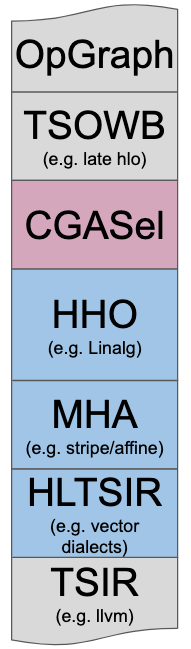 OpGraph
TSOWB
(e.g. late hlo)
CGASel
HHO
(e.g. Linalg)
MHA
(e.g. stripe/affine)
HLTSIR
(e.g. vector
dialects)
TSIR
(e.g. llvm)